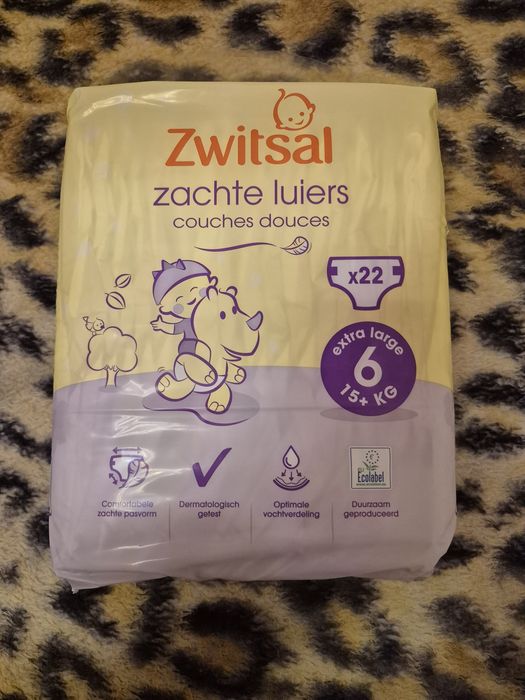 Zwitsal
zachte luiers
couches douces
x22
extra large
6
15+ KG
Comfortabele
zachte pasvorm
Dermatologisch
getest
Optimale
vochtverdeling
Ecolabel
Duurzaam
geproduceerd